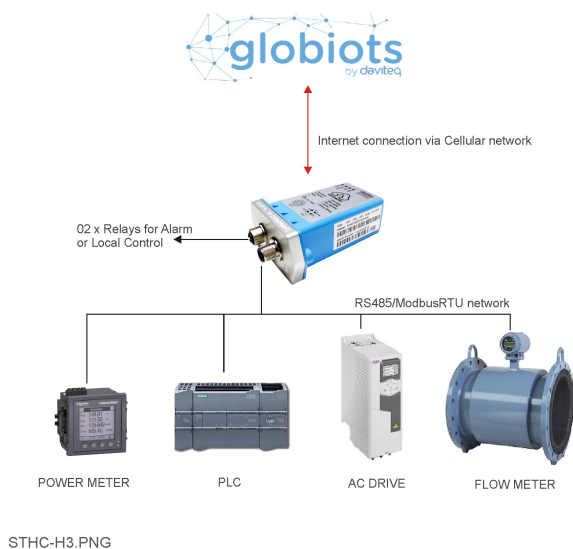 globiots
by daviteq
Internet connection via Cellular network
02 x Relays for Alarm
or Local Control
RS485/ModbusRTU network
POWER METER
PLC
AC DRIVE
FLOW METER
STHC-H3.PNG